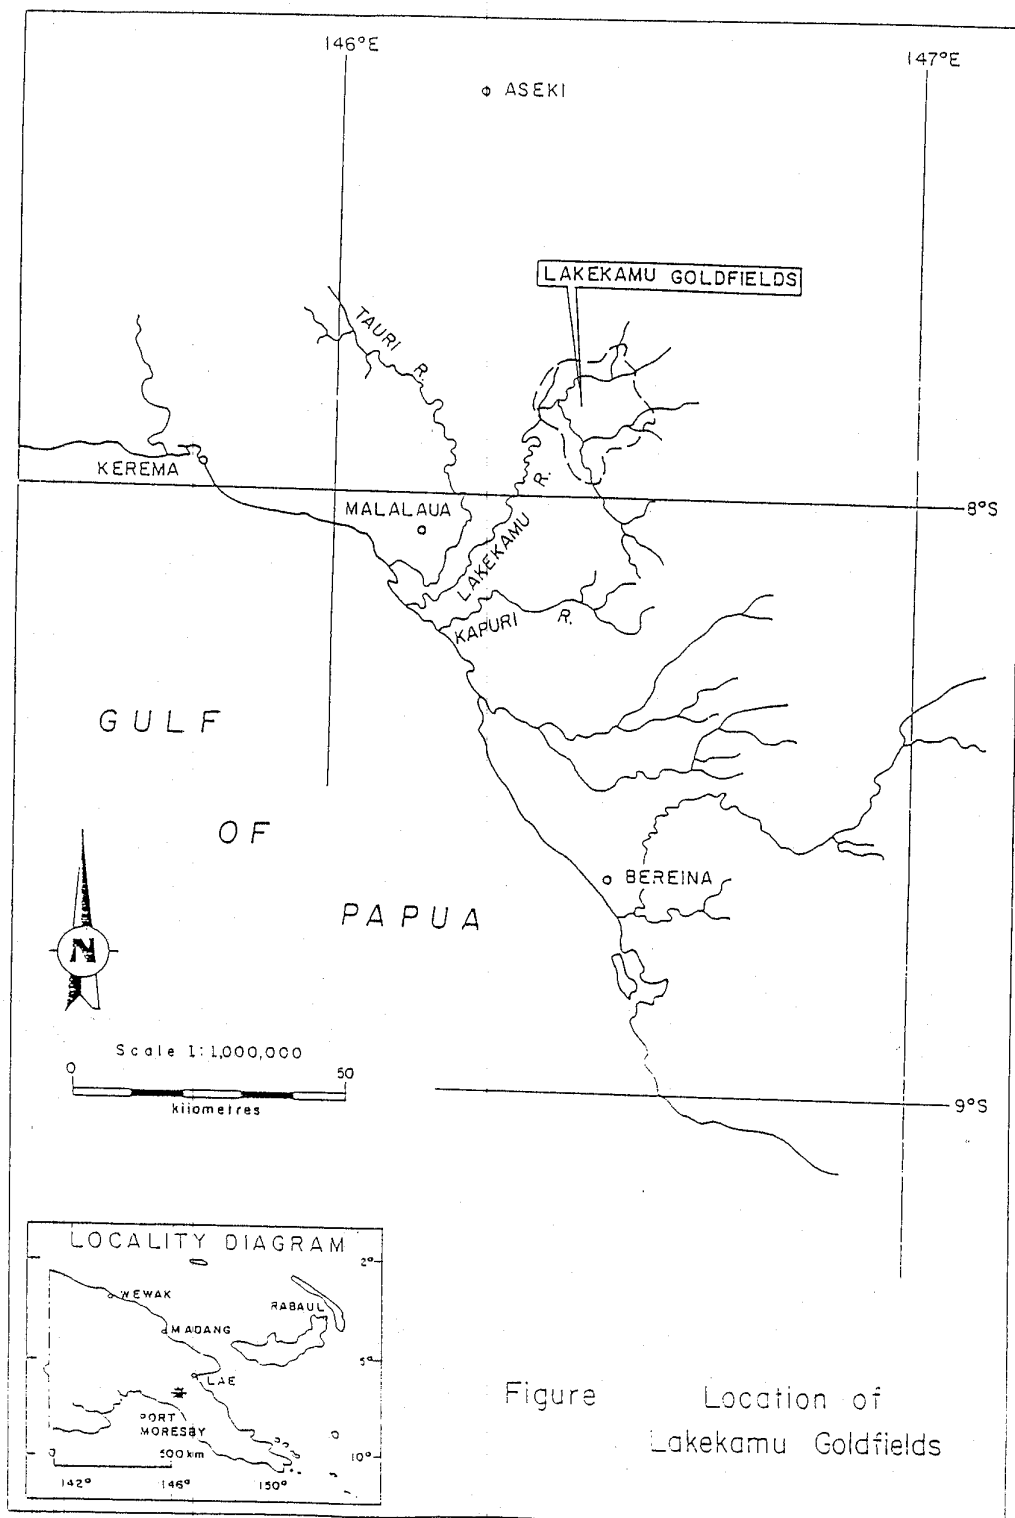 146°E
147°E
ASEKI
LAKEKAMU GOLDFIELDS
TAURI R.
KEREMA
MALALAUA
8°S
LAKEKAMU R.
KAPURI R.
GULF
OF
PAPUA
BEREINA
N
Scale 1:1,000,000
0 50
kilometres
9°S
LOCALITY DIAGRAM
2°
WEWAK
RABAUL
MADANG
5°
LAE
PORT
MORESBY
0 500 km
10°
142° 146° 150°
Figure Location of
Lakekamu Goldfields